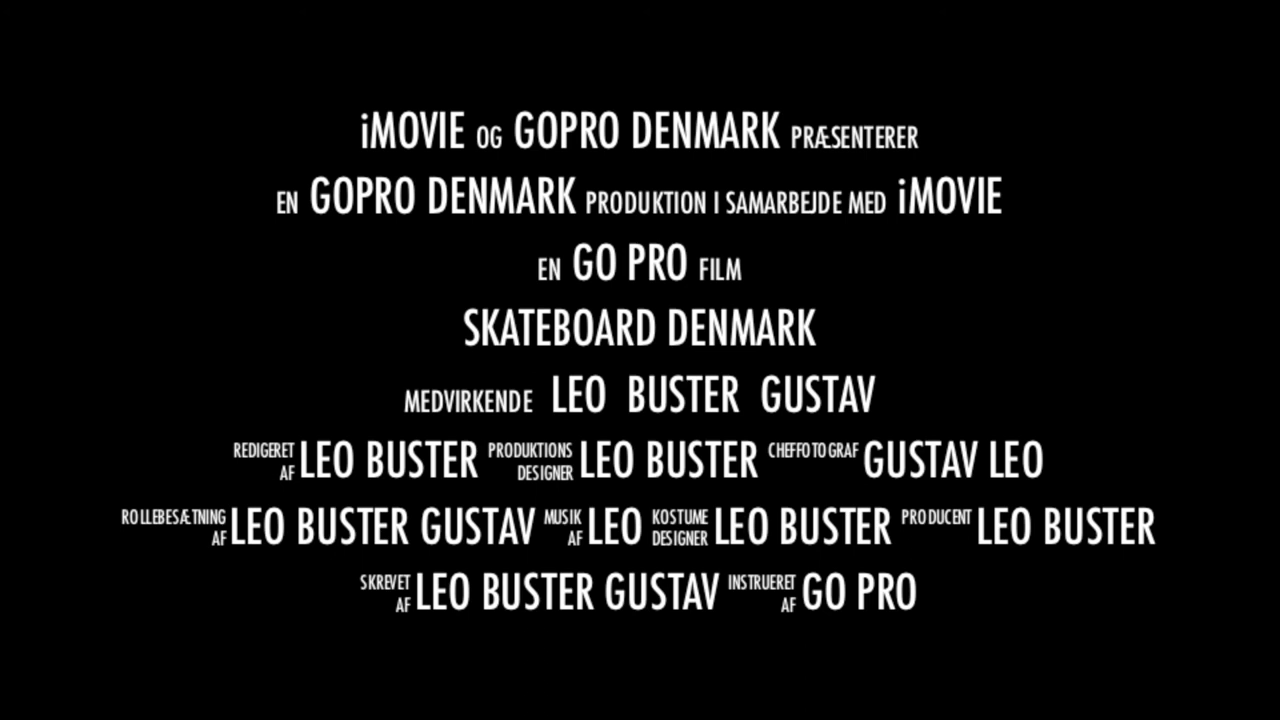 iMOVIE OG GOPRO DENMARK PRÆSENTERER
EN GOPRO DENMARK PRODUKTION I SAMARBEJDE MED iMOVIE
EN GO PRO FILM
SKATEBOARD DENMARK
MEDVIRKENDE LEO BUSTER GUSTAV
REDIGERET AF LEO BUSTER PRODUKTIONS DESIGNER LEO BUSTER CHEFFOTOGRAF GUSTAV LEO
ROLLEBESÆTNING AF LEO BUSTER GUSTAV MUSIK AF LEO KOSTUME DESIGNER LEO BUSTER PRODUCENT LEO BUSTER
SKREVET AF LEO BUSTER GUSTAV INSTRUERET AF GO PRO